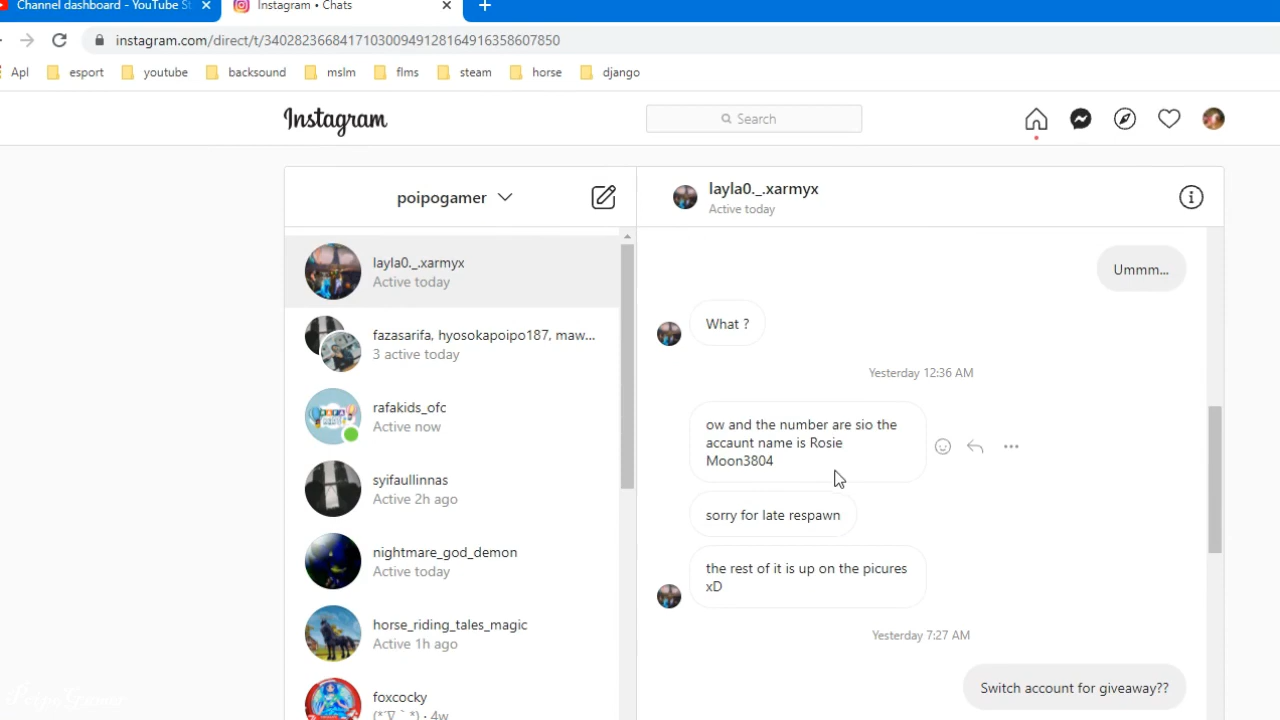 Channel dashboard - YouTube St
Instagram • Chats
instagram.com/direct/t/340282366841710300949128164916358607850
Apl
esport
youtube
backsound
mslm
flms
steam
horse
django
Instagram
Search
poipogamer
layla0._.xarmyx
Active today
layla0._.xarmyx
Active today
fazasarifa, hyosokapoipo187, maw...
3 active today
rafakids_ofc
Active now
syifaullinnas
Active 2h ago
nightmare_god_demon
Active today
horse_riding_tales_magic
Active 1h ago
foxcocky
(*ˊ∇ˋ*) · 4w
Ummm...
What ?
Yesterday 12:36 AM
ow and the number are sio the
accaunt name is Rosie
Moon3804
sorry for late respawn
the rest of it is up on the picures
xD
Yesterday 7:27 AM
Switch account for giveaway??
PoipoGamer